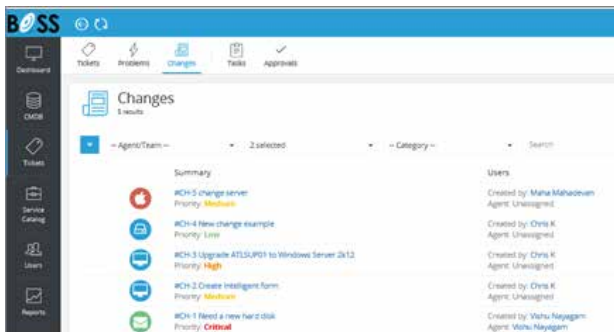 BOSS
Dashboard
CMDB
Tickets
Service
Catalog
Users
Reports
Tickets
Problems
Changes
Tasks
Approvals
Changes
5 results
-- Agent/Team --
2 selected
-- Category --
Search
Summary
Users
#CH-5 change server
Priority: Medium
Created by: Maha Mahadevan
Agent: Unassigned
#CH-4 New change example
Priority: Low
Created by: Chris K
Agent: Unassigned
#CH-3 Upgrade ATLSUP01 to Windows Server 2k12
Priority: High
Created by: Chris K
Agent: Unassigned
#CH-2 Create intelligent form
Priority: Medium
Created by: Chris K
Agent: Unassigned
#CH-1 Need a new hard disk
Priority: Critical
Created by: Vishu Nayagam
Agent: Vishu Nayagam